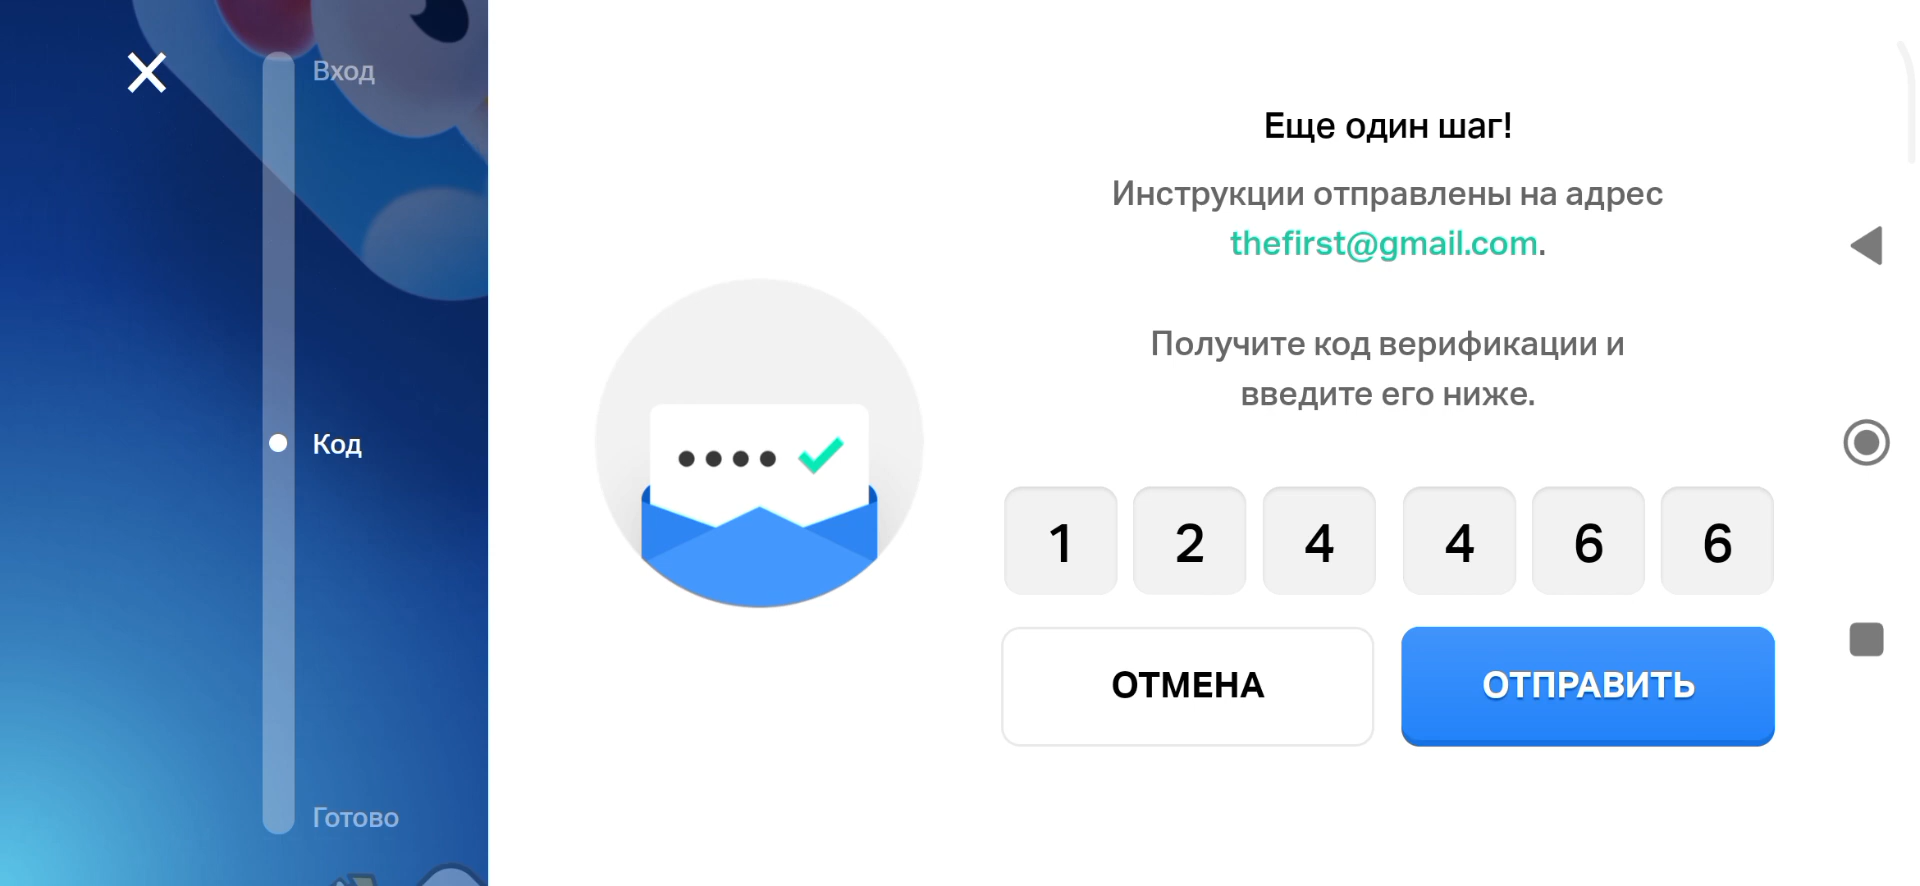 Вход
Код
Готово
Еще один шаг!
Инструкции отправлены на адрес
thefirst@gmail.com.
Получите код верификации и
введите его ниже.
1 2 4 4 6 6
ОТМЕНА
ОТПРАВИТЬ